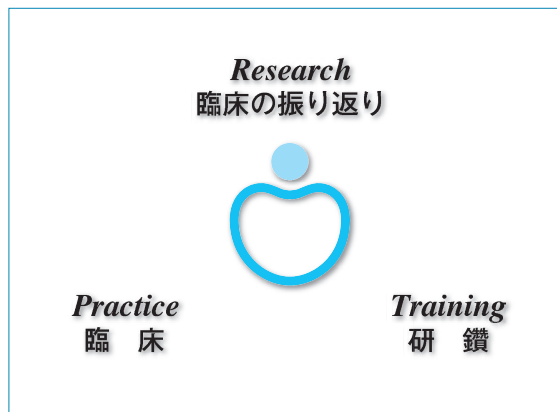 Research
臨床の振り返り
Practice
臨　床
Training
研　鑽